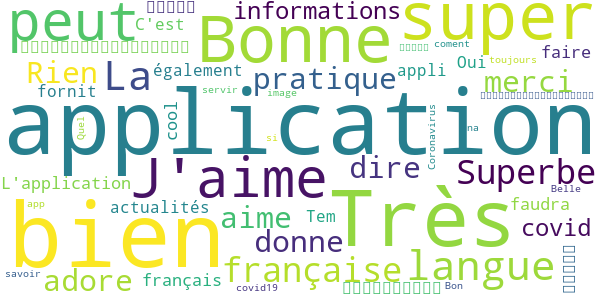 peut
C'est
informations
super
Bonne
Rien
La
également
pratique
appli
Oui
coment
toujours
faire
merci
fornit
cool
servir
image
application
Quel
si
Coronavirus
na
L'application
J'aime
dire
Superbe
Belle
app
actualités
bien
aime
Tem
Très
faudra
covid
donne
langue
française
savoir
adore
français
covid19
Bon